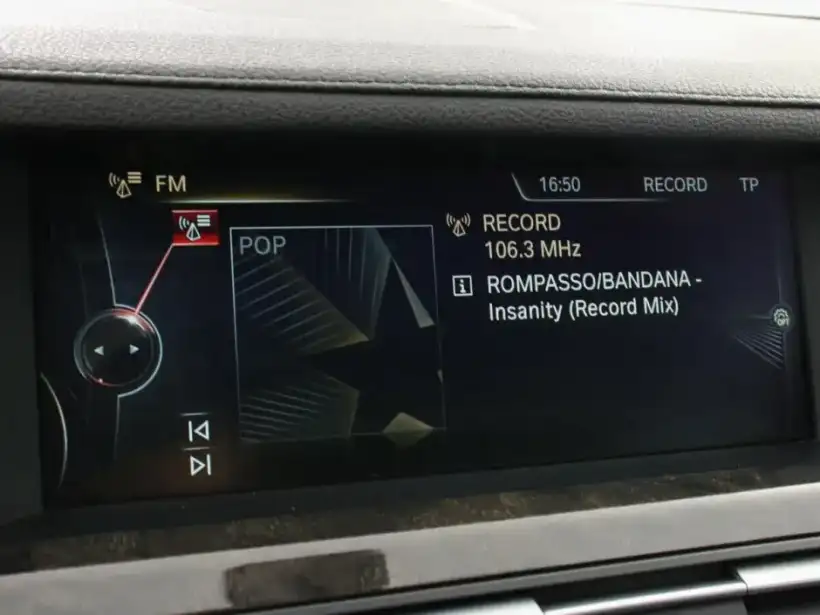 FM
16:50 RECORD TP
POP
RECORD
106.3 MHz
ROMPASSO/BANDANA -
Insanity (Record Mix)